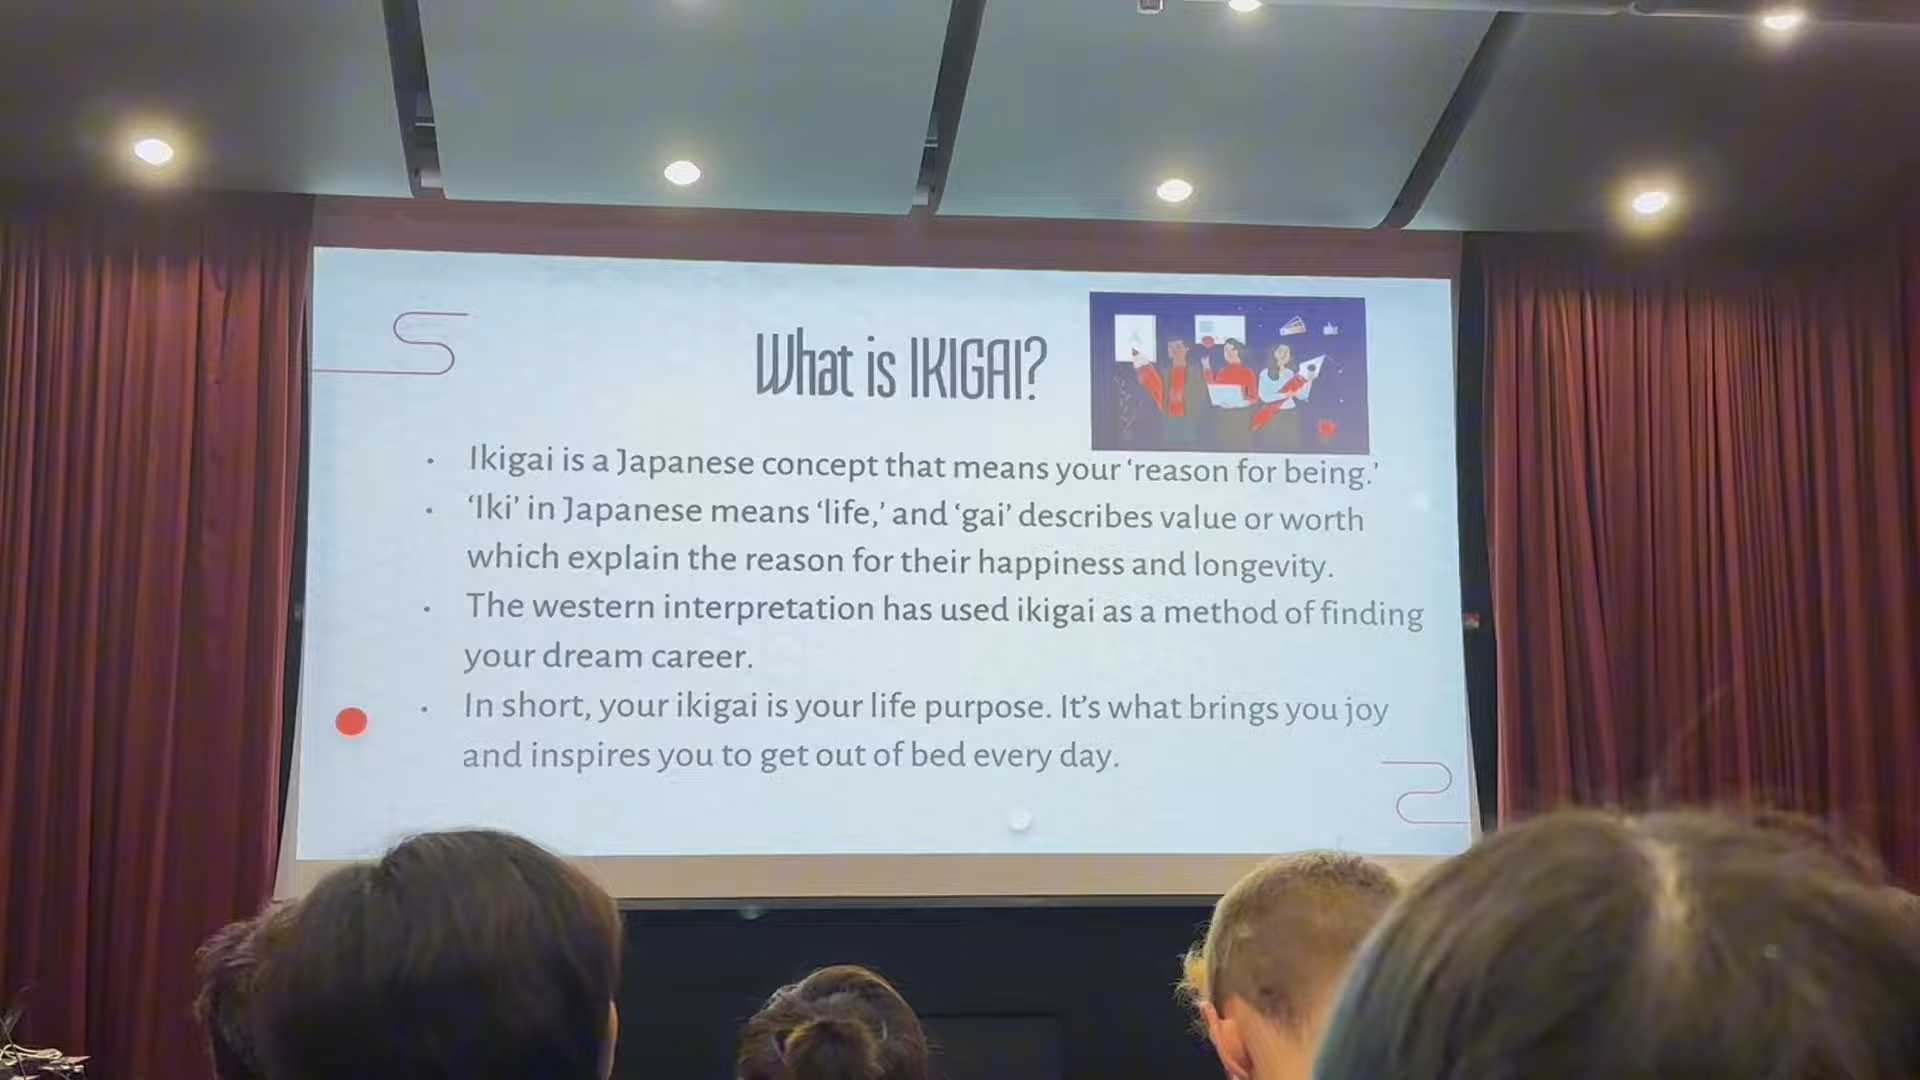 What is IKIGAI?
• Ikigai is a Japanese concept that means your ‘reason for being.’
• ‘Iki’ in Japanese means ‘life,’ and ‘gai’ describes value or worth
which explain the reason for their happiness and longevity.
• The western interpretation has used ikigai as a method of finding
your dream career.
• In short, your ikigai is your life purpose. It’s what brings you joy
and inspires you to get out of bed every day.